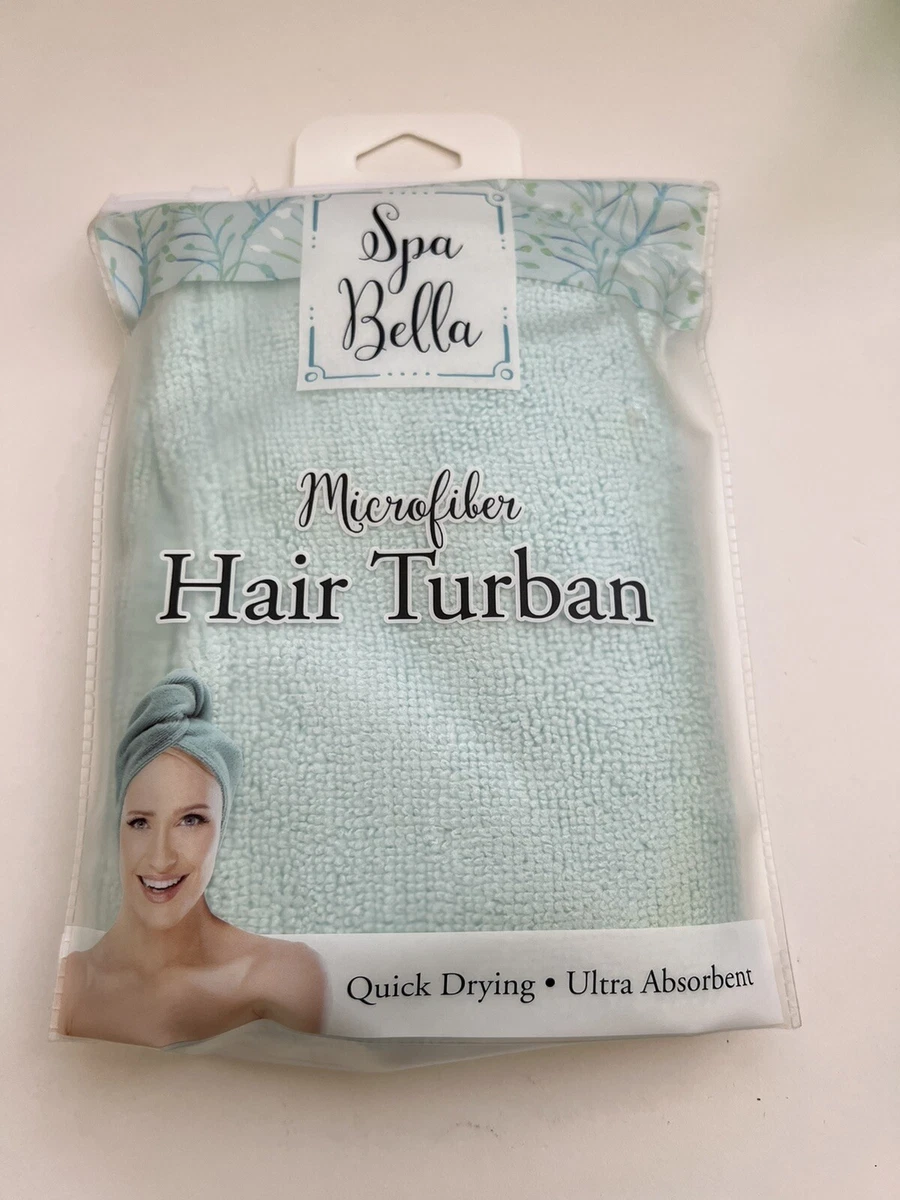 Spa
Bella
Microfiber
Hair Turban
Quick Drying • Ultra Absorbent